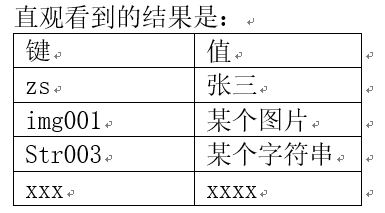 直观看到的结果是：
键 值
zs 张三
img001 某个图片
Str003 某个字符串
xxx xxxx